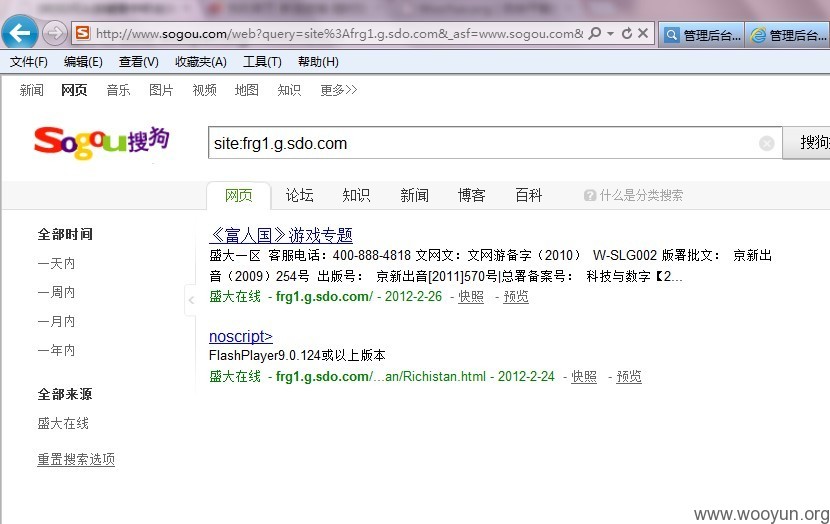 http://www.sogou.com/web?query=site%3Afrg1.g.sdo.com&_asf=www.sogou.com&
管理后台...
管理后台...
文件(F) 编辑(E) 查看(V) 收藏夹(A) 工具(T) 帮助(H)
新闻 网页 音乐 图片 视频 地图 知识 更多>>
Sogou搜狗
site:frg1.g.sdo.com
搜狗
网页 论坛 知识 新闻 博客 百科 什么是分类搜索
全部时间
一天内
一周内
一月内
一年内
全部来源
盛大在线
重置搜索选项
《富人国》游戏专题
盛大一区 客服电话：400-888-4818 文网文：文网游备字（2010） W-SLG002 版署批文： 京新出
音（2009）254号 出版号： 京新出音[2011]570号|总署备案号： 科技与数字【2...
盛大在线 - frg1.g.sdo.com/ - 2012-2-26 - 快照 - 预览
noscript>
FlashPlayer9.0.124或以上版本
盛大在线 - frg1.g.sdo.com/...an/Richistan.html - 2012-2-24 - 快照 - 预览
www.wooyun.org